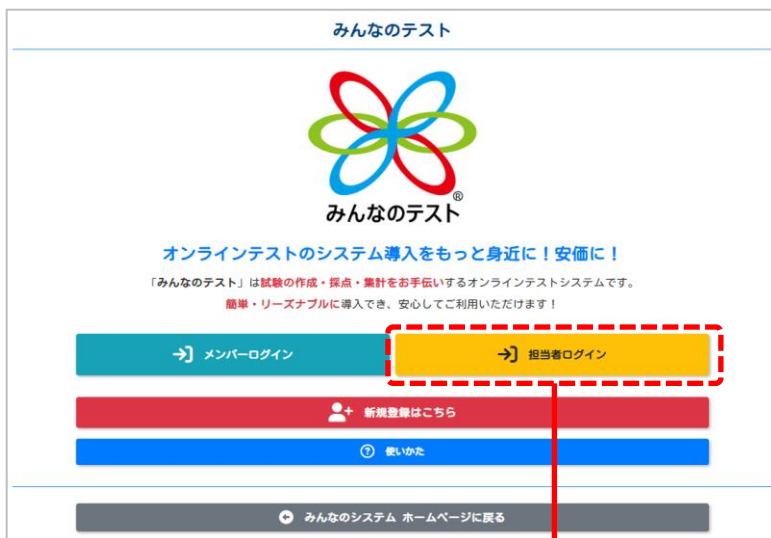 みんなのテスト
®
みんなのテスト
オンラインテストのシステム導入をもっと身近に！安価に！
「みんなのテスト」は試験の作成・採点・集計をお手伝いするオンラインテストシステムです。
簡単・リーズナブルに導入でき、安心してご利用いただけます！
メンバーログイン
担当者ログイン
新規登録はこちら
使いかた
みんなのシステム ホームページに戻る